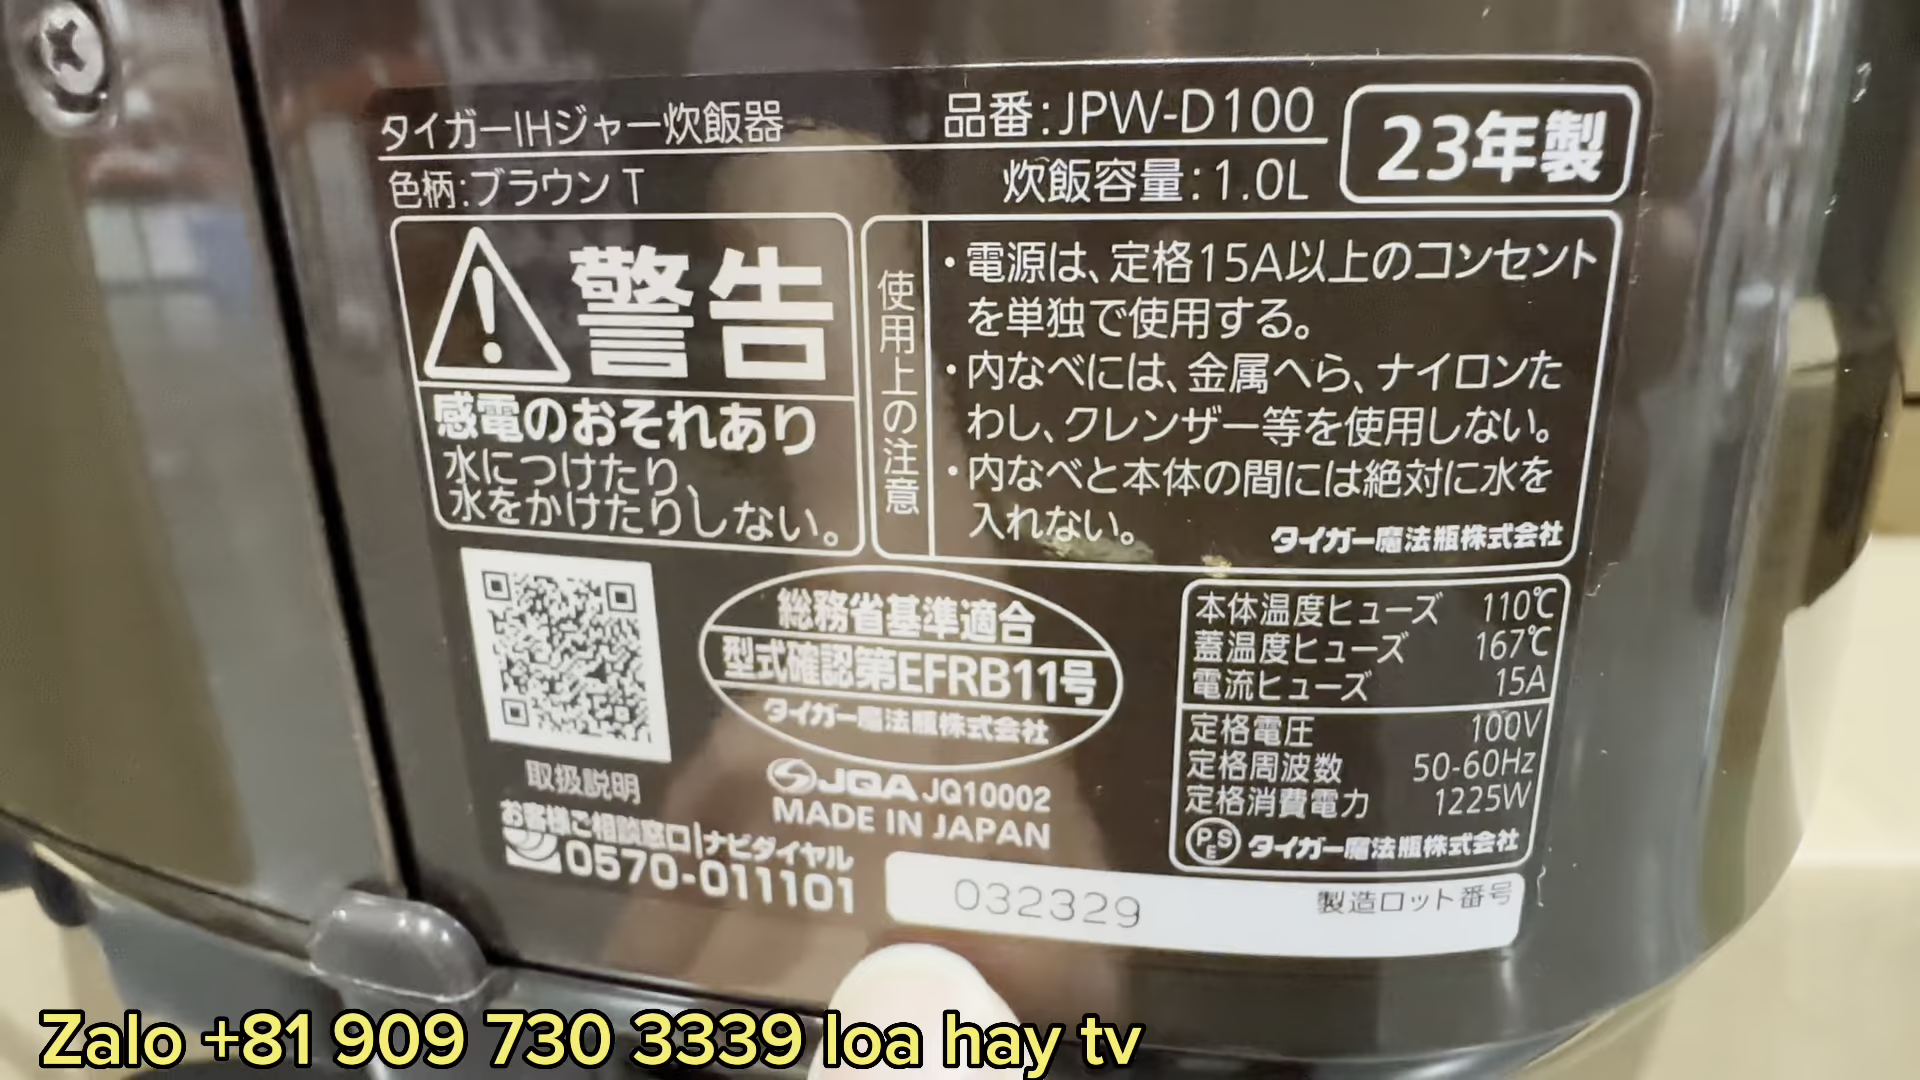 タイガーIHジャー炊飯器
品番:JPW-D100
23年製
色柄:ブラウン T
炊飯容量:1.0L
警告
感電のおそれあり
水につけたり、
水をかけたりしない。
使用上の注意
・電源は、定格15A以上のコンセント
を単独で使用する。
・内なべには、金属へら、ナイロンた
わし、クレンザー等を使用しない。
・内なべと本体の間には絶対に水を
入れない。
タイガー魔法瓶株式会社
取扱説明
総務省基準適合
型式確認第EFRB11号
タイガー魔法瓶株式会社
JQA JQ10002
MADE IN JAPAN
お客様ご相談窓口|ナビダイヤル
0570-011101
本体温度ヒューズ 110℃
蓋温度ヒューズ 167℃
電流ヒューズ 15A
定格電圧 100V
定格周波数 50-60Hz
定格消費電力 1225W
PSE タイガー魔法瓶株式会社
032329 製造ロット番号
Zalo +81 909 730 3339 loa hay tv